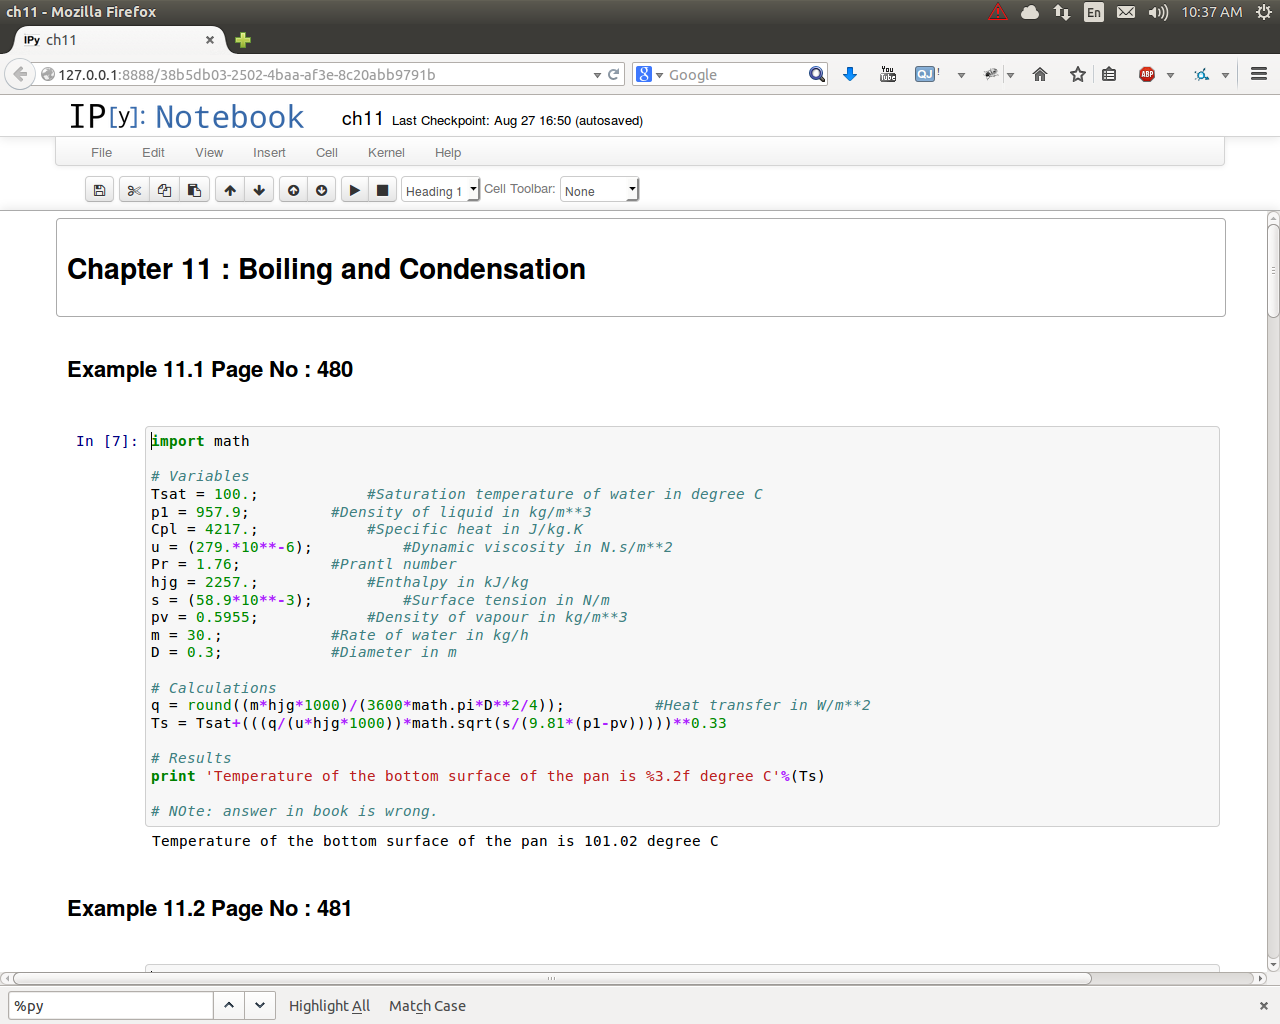 ch11 - Mozilla Firefox
En
10:37 AM
IPy ch11
127.0.0.1:8888/38b5db03-2502-4baa-af3e-8c20abb9791b
Google
You Tube
QJ !
ABP
IP[y]: Notebook
ch11 Last Checkpoint: Aug 27 16:50 (autosaved)
File Edit View Insert Cell Kernel Help
Heading 1 Cell Toolbar: None
Chapter 11 : Boiling and Condensation
Example 11.1 Page No : 480
In [7]: import math
# Variables
Tsat = 100.; #Saturation temperature of water in degree C
p1 = 957.9; #Density of liquid in kg/m**3
Cpl = 4217.; #Specific heat in J/kg.K
u = (279.*10**-6); #Dynamic viscosity in N.s/m**2
Pr = 1.76; #Prantl number
hjg = 2257.; #Enthalpy in kJ/kg
s = (58.9*10**-3); #Surface tension in N/m
pv = 0.5955; #Density of vapour in kg/m**3
m = 30.; #Rate of water in kg/h
D = 0.3; #Diameter in m
# Calculations
q = round((m*hjg*1000)/(3600*math.pi*D**2/4)); #Heat transfer in W/m**2
Ts = Tsat+(((q/(u*hjg*1000))*math.sqrt(s/(9.81*(p1-pv)))))**0.33
# Results
print 'Temperature of the bottom surface of the pan is %3.2f degree C'%(Ts)
# NOte: answer in book is wrong.
Temperature of the bottom surface of the pan is 101.02 degree C
Example 11.2 Page No : 481
%py
Highlight All Match Case